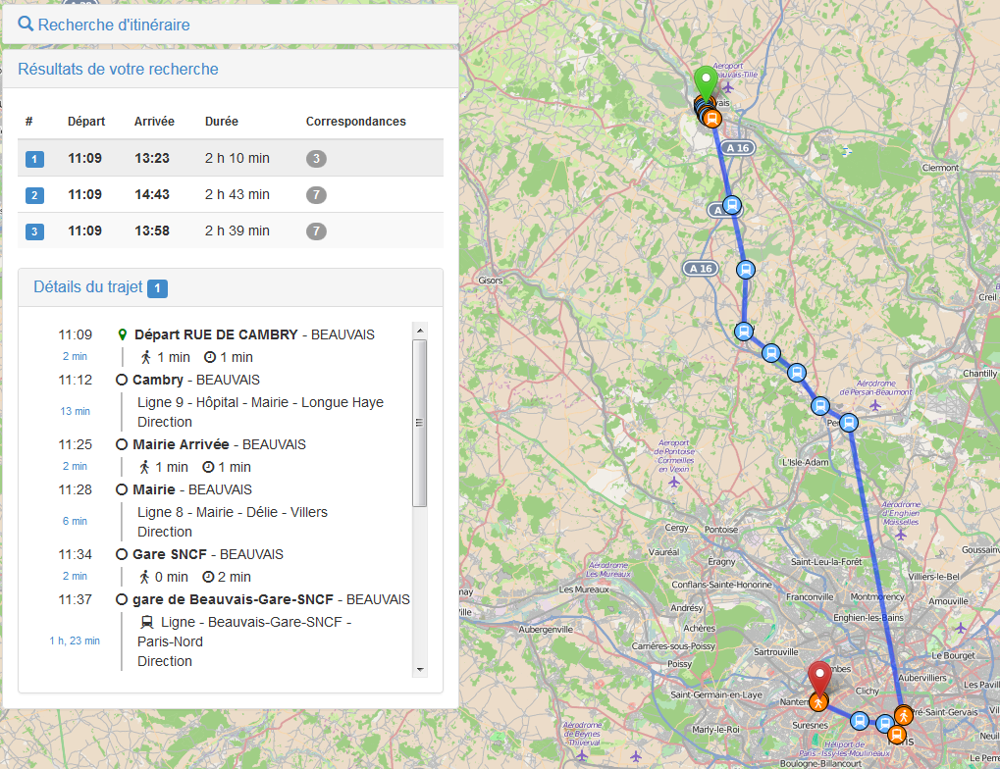 Recherche d'itinéraire
Résultats de votre recherche
# Départ Arrivée Durée Correspondances
1 11:09 13:23 2 h 10 min 3
2 11:09 14:43 2 h 43 min 7
3 11:09 13:58 2 h 39 min 7
Détails du trajet 1
11:09 Départ RUE DE CAMBRY - BEAUVAIS
2 min 1 min 1 min
11:12 Cambry - BEAUVAIS
13 min Ligne 9 - Hôpital - Mairie - Longue Haye
Direction
11:25 Mairie Arrivée - BEAUVAIS
2 min 1 min 1 min
11:28 Mairie - BEAUVAIS
6 min Ligne 8 - Mairie - Délie - Villers
Direction
11:34 Gare SNCF - BEAUVAIS
2 min 0 min 2 min
11:37 gare de Beauvais-Gare-SNCF - BEAUVAIS
1 h, 23 min Ligne - Beauvais-Gare-SNCF -
Paris-Nord
Direction
Aéroport
A 16
Clermont
A 16
Gisors
Creil
Chantilly
Aérodrome
de Persan-Beaumont
L'Isle-Adam
Aéroport
de Pontoise
Cormeilles
en Vexin
Aérodrome
d'Enghien
Moisselles
Cergy
Pontoise
Vauréal
Éragny
Saint-Leu-la-Forêt
Villiers-le-Bel
Aérodrome
Les Mureaux
Les Mureaux
Conflans-Sainte-Honorine
Franconville
Montmorency
Arnouville
Andrésy
Enghien-les-Bains
Aubergenville
Achères
Carrières-sous-Poissy
Sartrouville
Le Bourget
Poissy
Aubervilliers
Clichy
Saint-Germain-en-Laye
Suresnes
Marly-le-Roi
Aérodrome
de Beynes
-Thiverval
Héliport de
Paris - Issy-les-Moulineaux
Boulogne-Billancourt